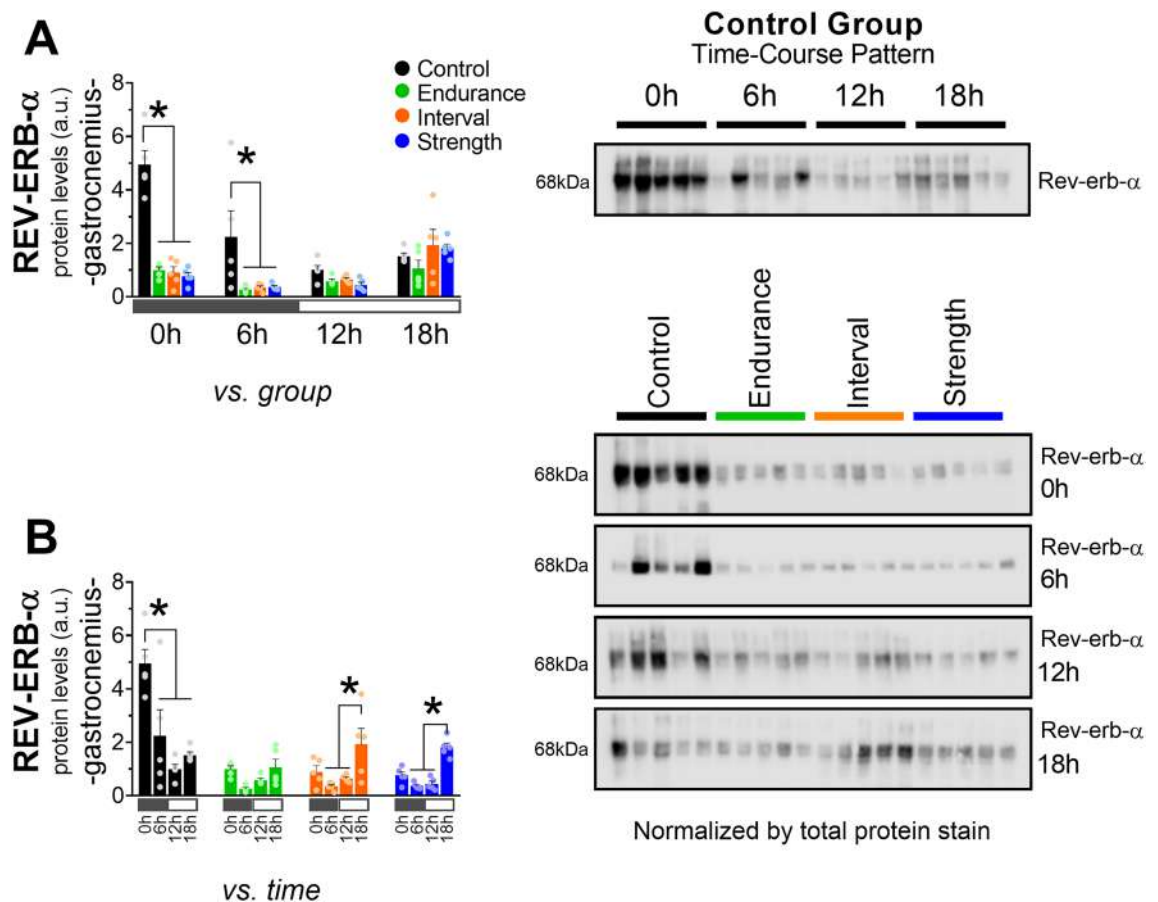 A
REV-ERB-α
protein levels (a.u.)
-gastrocnemius-
8
6
4
2
0
*
*
Control
Endurance
Interval
Strength
0h 6h 12h 18h
vs. group
Control Group
Time-Course Pattern
0h 6h 12h 18h
68kDa Rev-erb-α
Control Endurance Interval Strength
68kDa Rev-erb-α
0h
68kDa Rev-erb-α
6h
68kDa Rev-erb-α
12h
68kDa Rev-erb-α
18h
Normalized by total protein stain
B
REV-ERB-α
protein levels (a.u.)
-gastrocnemius-
8
6
4
2
0
*
*
*
0h 6h 12h 18h 0h 6h 12h 18h 0h 6h 12h 18h 0h 6h 12h 18h
vs. time